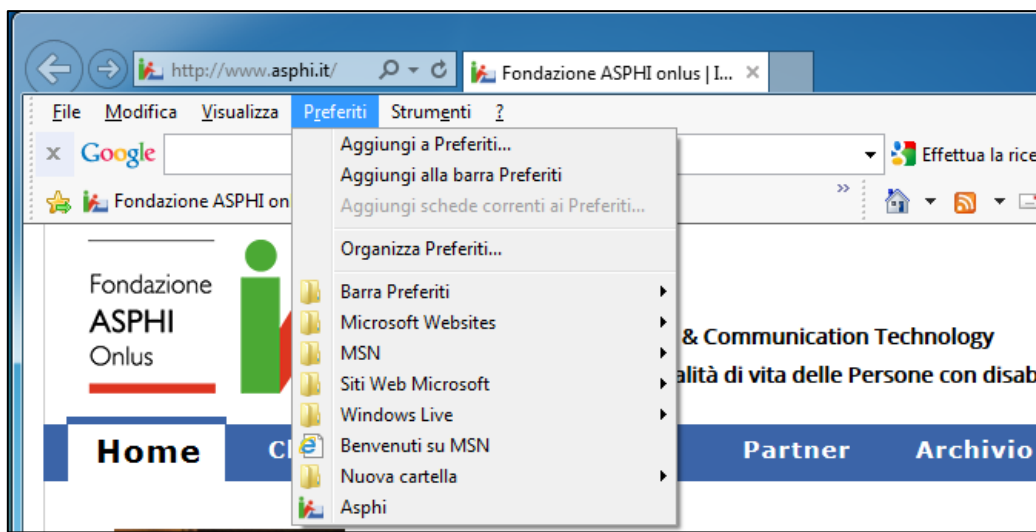 http://www.asphi.it/
Fondazione ASPHI onlus | I...
File Modifica Visualizza Preferiti Strumenti ?
x Google
Effettua la rice
Fondazione ASPHI on
»
Aggiungi a Preferiti...
Aggiungi alla barra Preferiti
Aggiungi schede correnti ai Preferiti...
Organizza Preferiti...
Barra Preferiti
Microsoft Websites
MSN
Siti Web Microsoft
Windows Live
Benvenuti su MSN
Nuova cartella
Asphi
Fondazione
ASPHI
Onlus
& Communication Technology
alità di vita delle Persone con disab
Home
Partner
Archivio